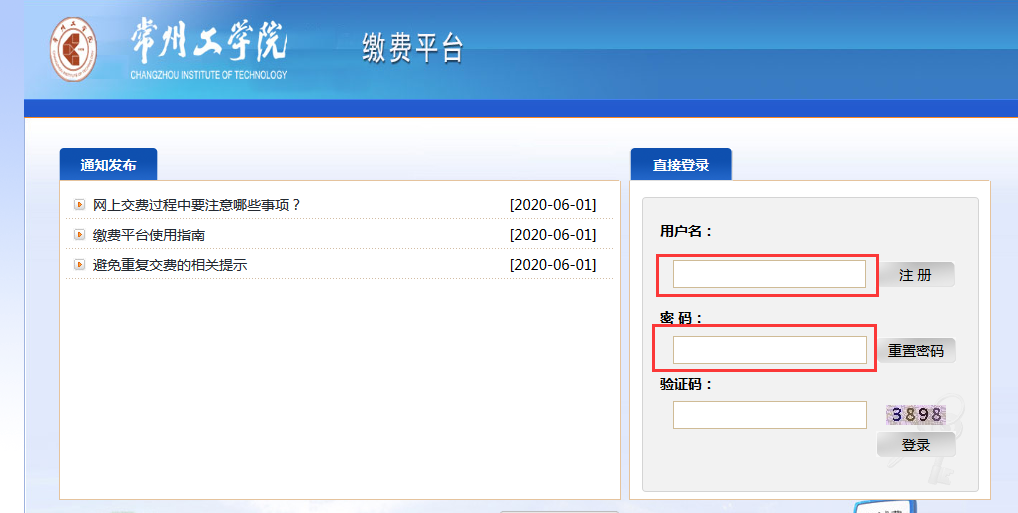 常州工学院
CHANGZHOU INSTITUTE OF TECHNOLOGY
缴费平台
通知发布
网上交费过程中要注意哪些事项？ [2020-06-01]
缴费平台使用指南 [2020-06-01]
避免重复交费的相关提示 [2020-06-01]
直接登录
用户名：
注 册
密 码：
重置密码
验证码：
3898
登录